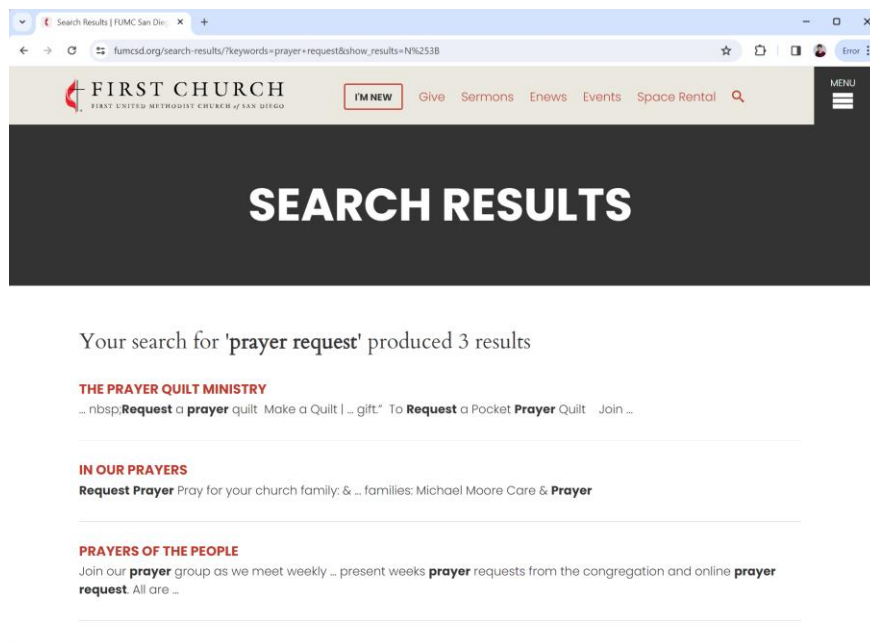 Search Results | FUMC San Die
fumcsd.org/search-results/?keywords=prayer+request&show_results=N%253B
Error
FIRST CHURCH
FIRST UNITED METHODIST CHURCH of SAN DIEGO
I'M NEW
Give
Sermons
Enews
Events
Space Rental
MENU
SEARCH RESULTS
Your search for 'prayer request' produced 3 results
THE PRAYER QUILT MINISTRY
... nbsp;Request a prayer quilt Make a Quilt | ... gift." To Request a Pocket Prayer Quilt Join ...
IN OUR PRAYERS
Request Prayer Pray for your church family: & ... families: Michael Moore Care & Prayer
PRAYERS OF THE PEOPLE
Join our prayer group as we meet weekly ... present weeks prayer requests from the congregation and online prayer
request. All are ...